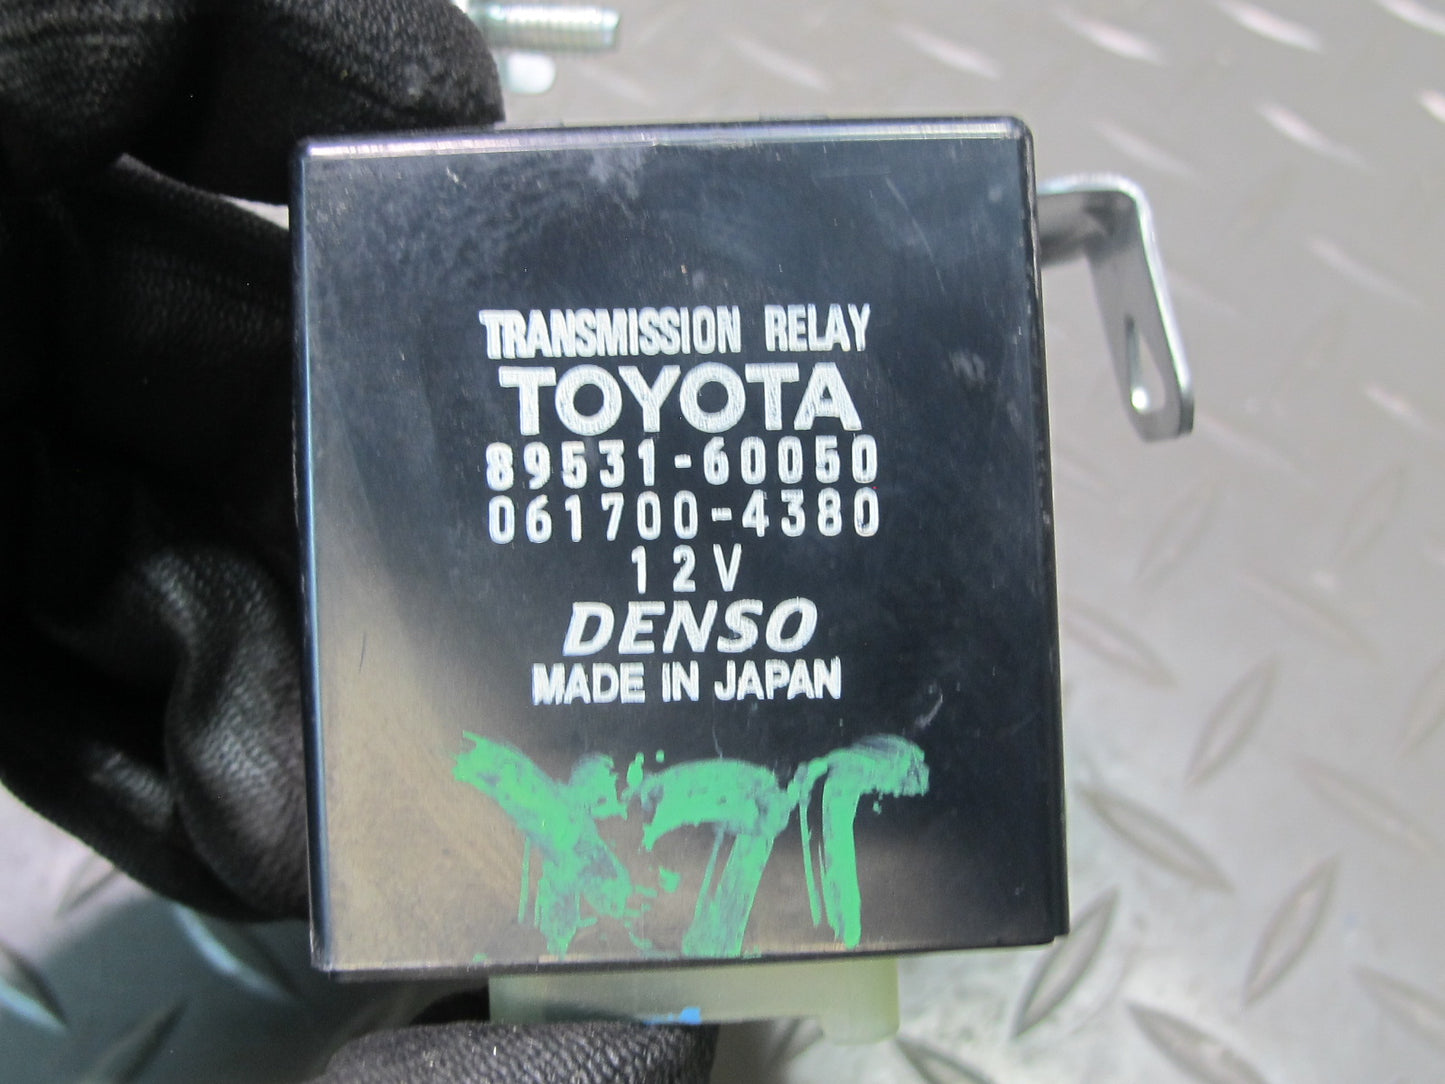 TRANSMISSION RELAY
TOYOTA
89531-60050
061700-4380
12V
DENSO
MADE IN JAPAN